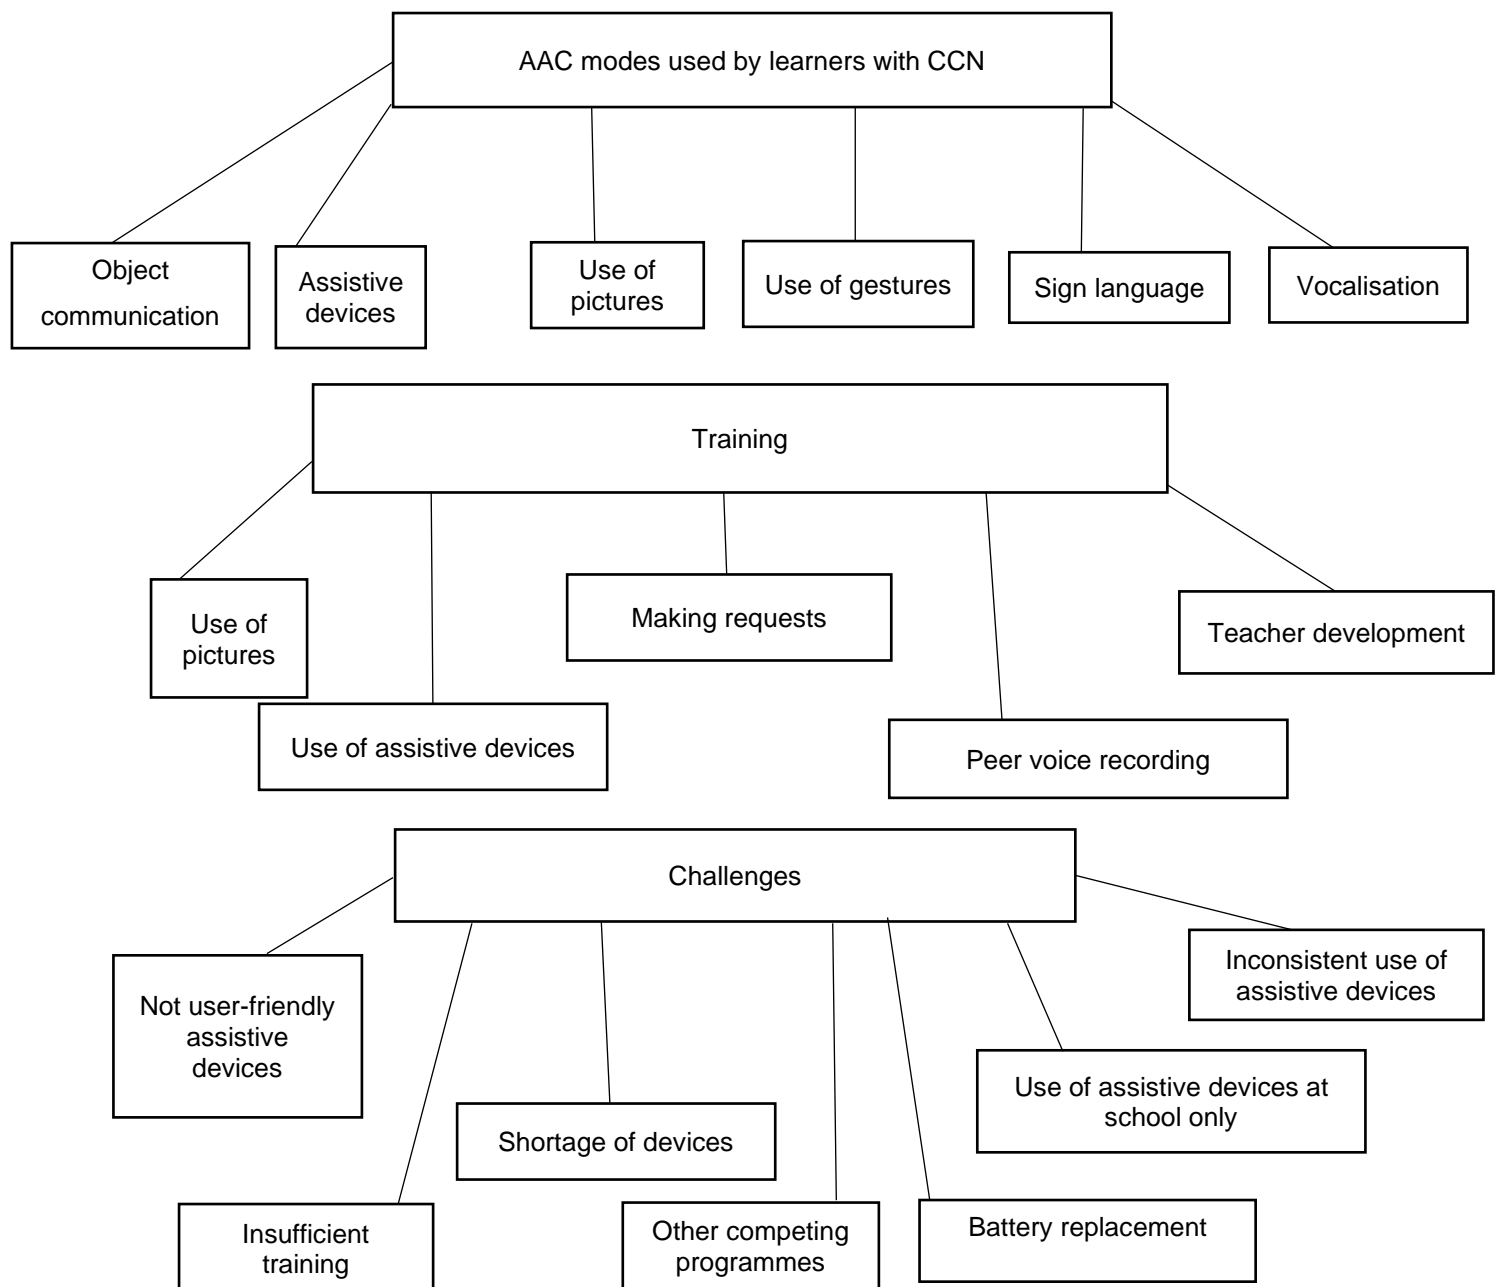 AAC modes used by learners with CCN
Object
communication
Assistive
devices
Use of
pictures
Use of gestures
Sign language
Vocalisation
Training
Use of
pictures
Use of assistive devices
Making requests
Peer voice recording
Teacher development
Challenges
Not user-friendly
assistive
devices
Insufficient
training
Shortage of devices
Other competing
programmes
Battery replacement
Use of assistive devices at
school only
Inconsistent use of
assistive devices